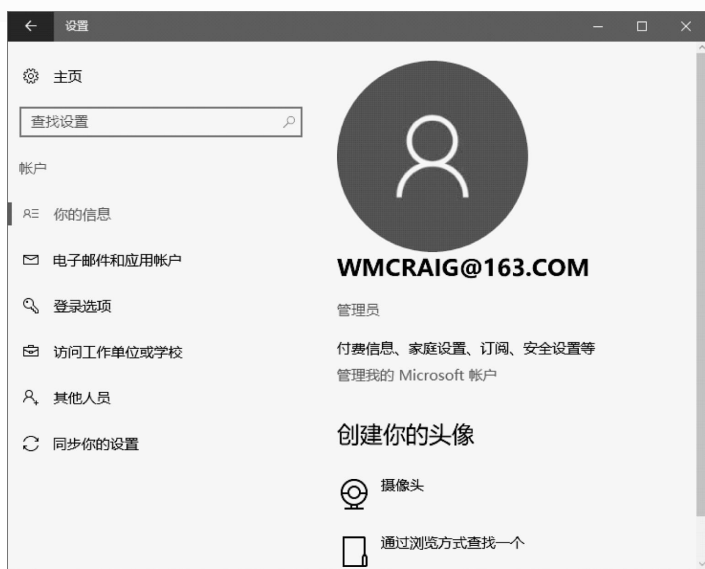 设置
主页
查找设置
帐户
你的信息
电子邮件和应用帐户
登录选项
访问工作单位或学校
其他人员
同步你的设置
WMCRAIG@163.COM
管理员
付费信息、家庭设置、订阅、安全设置等
管理我的 Microsoft 帐户
创建你的头像
摄像头
通过浏览方式查找一个